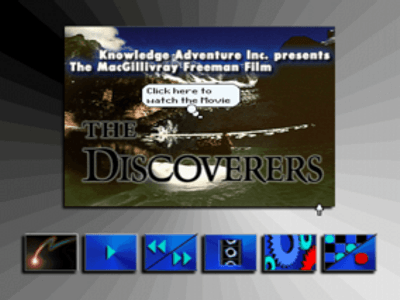 Knowledge Adventure Inc. presents
The MacGillivray Freeman Film
Click here to
watch the Movie
THE
DISCOVERERS